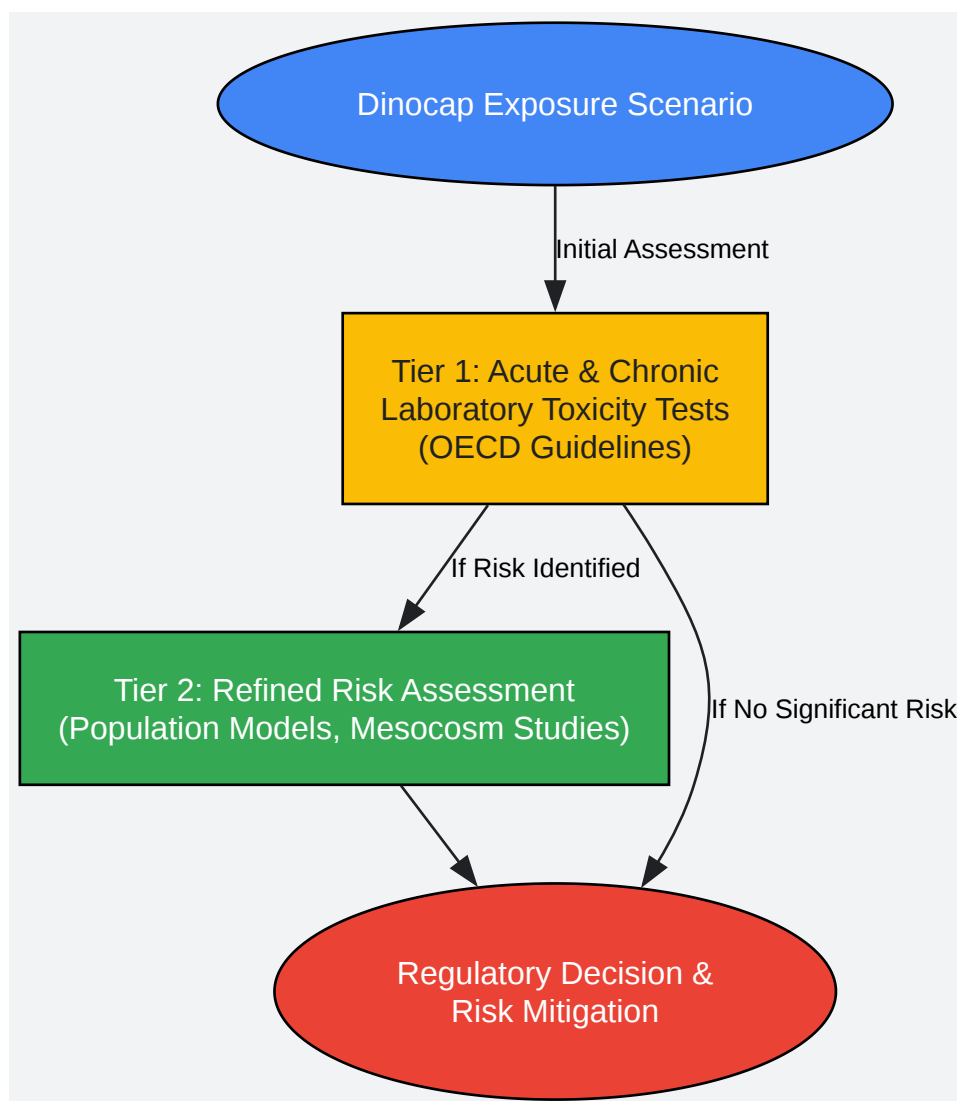 Dinocap Exposure Scenario
Initial Assessment
Tier 1: Acute & Chronic
Laboratory Toxicity Tests
(OECD Guidelines)
If Risk Identified
Tier 2: Refined Risk Assessment
(Population Models, Mesocosm Studies)
If No Significant Risk
Regulatory Decision &
Risk Mitigation